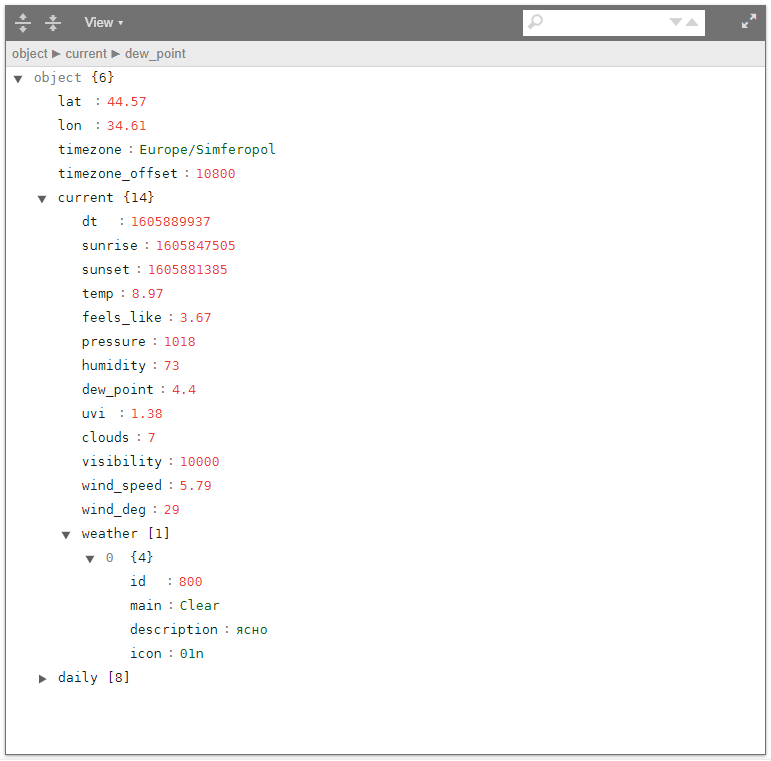 View
object ► current ► dew_point
object {6}
lat : 44.57
lon : 34.61
timezone : Europe/Simferopol
timezone_offset : 10800
current {14}
dt : 1605889937
sunrise : 1605847505
sunset : 1605881385
temp : 8.97
feels_like : 3.67
pressure : 1018
humidity : 73
dew_point : 4.4
uvi : 1.38
clouds : 7
visibility : 10000
wind_speed : 5.79
wind_deg : 29
weather [1]
0 {4}
id : 800
main : Clear
description : ясно
icon : 01n
daily [8]